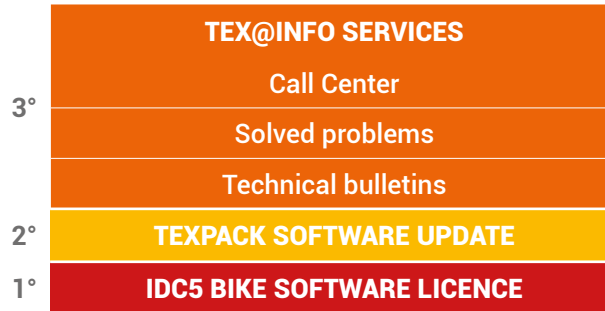 TEX@INFO SERVICES
Call Center
3°
Solved problems
Technical bulletins
2° TEXPACK SOFTWARE UPDATE
1° IDC5 BIKE SOFTWARE LICENCE